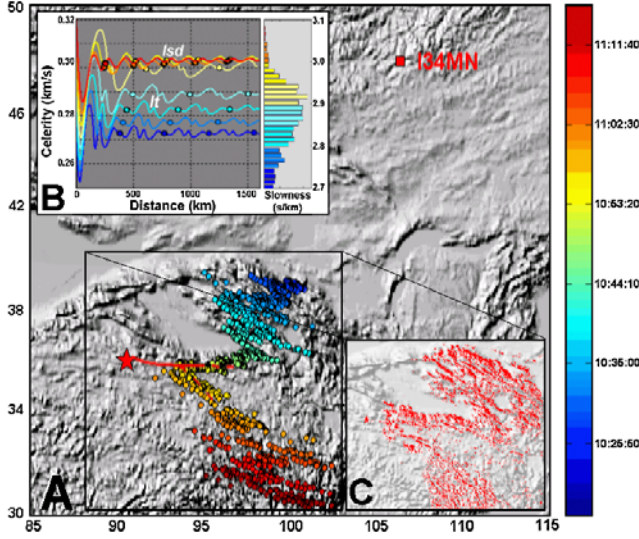 50
0.32
0.30
0.28
0.26
Celerity (km/s)
Isd
It
B
0 500 1000 1500
Distance (km)
3.1
3.0
2.9
2.8
2.7
Slowness
(s/km)
I34MN
46
42
38
34
30
A
C
85 90 95 100 105 110 115
11:11:40
11:02:30
10:53:20
10:44:10
10:35:00
10:25:60